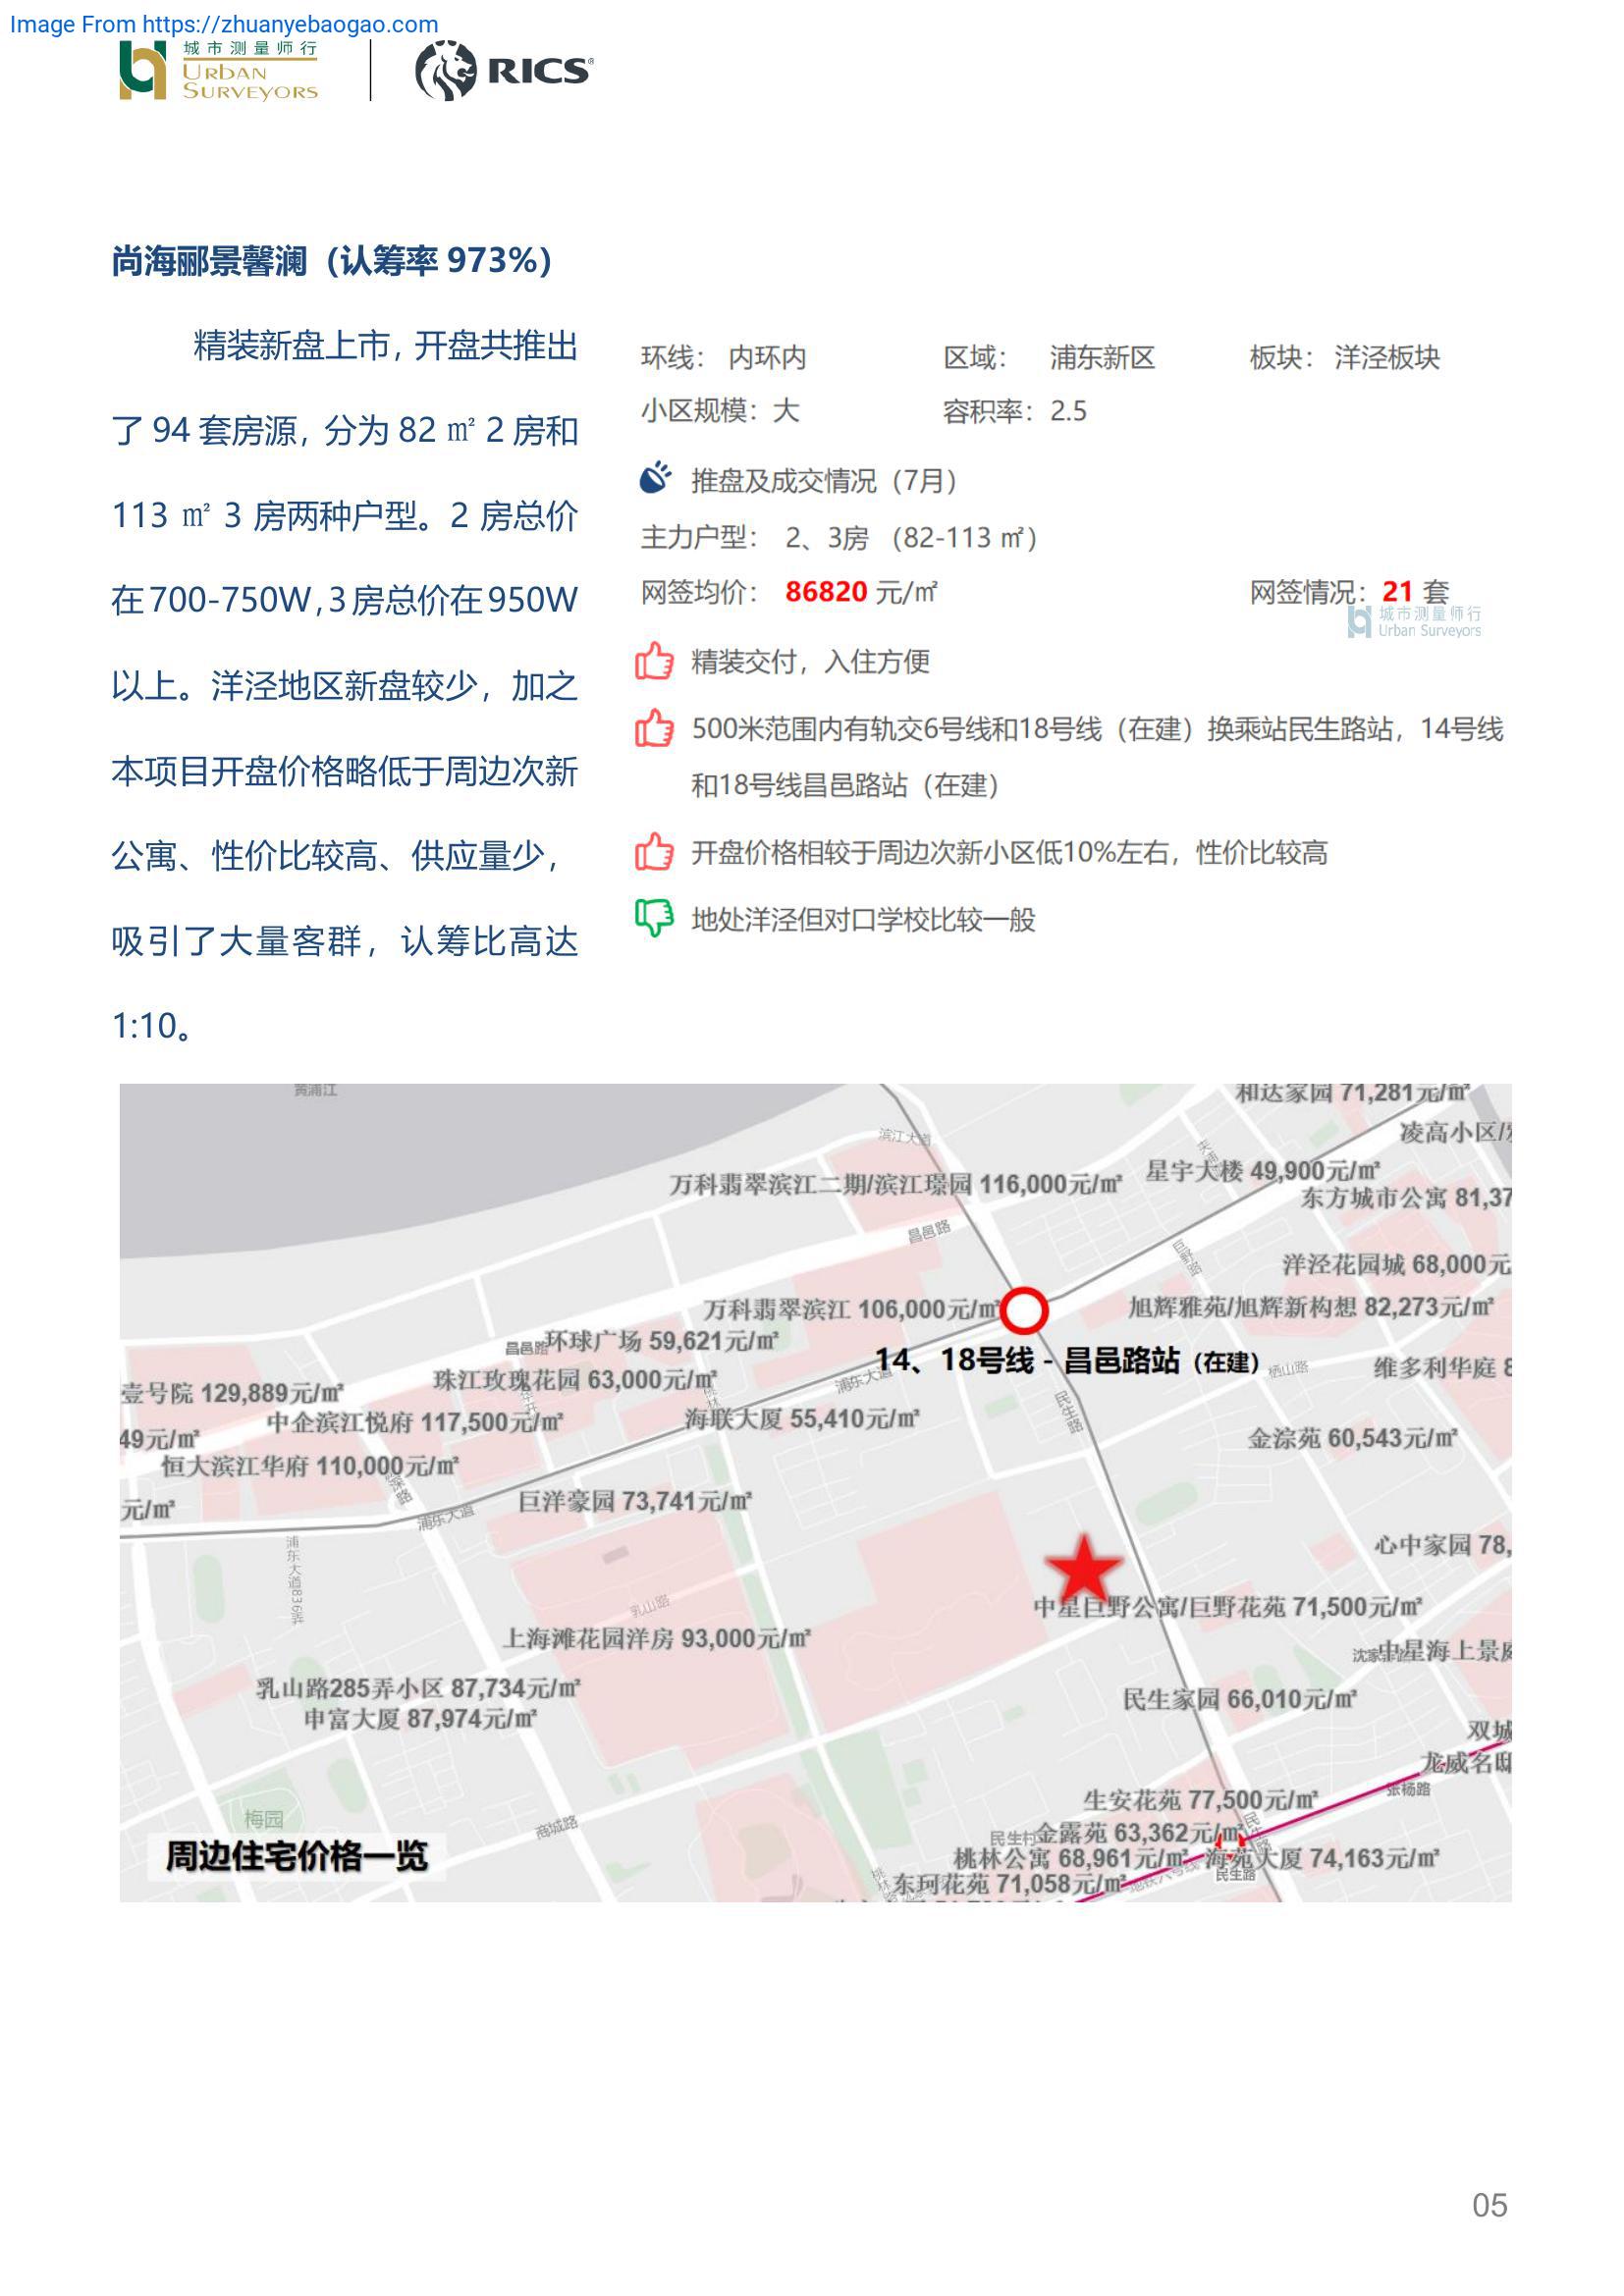 Image From https://zhuanyebaogao.com
城市测量师行
URBAN
SURVEYORS
RICS
尚海郦景馨澜（认筹率 973%）
精装新盘上市，开盘共推出
了 94 套房源，分为 82 ㎡ 2 房和
113 ㎡ 3 房两种户型。2 房总价
在 700-750W，3 房总价在 950W
以上。洋泾地区新盘较少，加之
本项目开盘价格略低于周边次新
公寓、性价比较高、供应量少，
吸引了大量客群，认筹比高达
1:10。
环线： 内环内 区域： 浦东新区 板块： 洋泾板块
小区规模：大 容积率：2.5
推盘及成交情况（7月）
主力户型： 2、3房 （82-113 ㎡）
网签均价： 86820 元/㎡ 网签情况：21 套
城市测量师行
Urban Surveyors
精装交付，入住方便
500米范围内有轨交6号线和18号线（在建）换乘站民生路站，14号线
和18号线昌邑路站（在建）
开盘价格相较于周边次新小区低10%左右，性价比较高
地处洋泾但对口学校比较一般
黄浦江
和达家园 71,281元/㎡
滨江大道
凌高小区/
万科翡翠滨江二期/滨江璟园 116,000元/㎡
星宇大楼 49,900元/㎡
东方城市公寓 81,37
昌邑路
巨野路
洋泾花园城 68,000元
万科翡翠滨江 106,000元/㎡
旭辉雅苑/旭辉新构想 82,273元/㎡
昌邑路
环球广场 59,621元/㎡
14、18号线 - 昌邑路站（在建）
栖山路
维多利华庭 8
珠江玫瑰花园 63,000元/㎡
浦东大道
壹号院 129,889元/㎡
中企滨江悦府 117,500元/㎡
海联大厦 55,410元/㎡
民生路
49元/㎡
金淙苑 60,543元/㎡
恒大滨江华府 110,000元/㎡
元/㎡
巨洋豪园 73,741元/㎡
浦东大道
浦东大道836弄
心中家园 78,
乳山路
中星巨野公寓/巨野花苑 71,500元/㎡
上海滩花园洋房 93,000元/㎡
中星海上景庭
乳山路285弄小区 87,734元/㎡
民生家园 66,010元/㎡
申富大厦 87,974元/㎡
双城
龙威名邸
张杨路
生安花苑 77,500元/㎡
梅园
商城路
民生村
金露苑 63,362元/㎡
民生路
周边住宅价格一览
桃林公寓 68,961元/㎡
海苑大厦 74,163元/㎡
民生路
东珂花苑 71,058元/㎡
地铁六号线
05